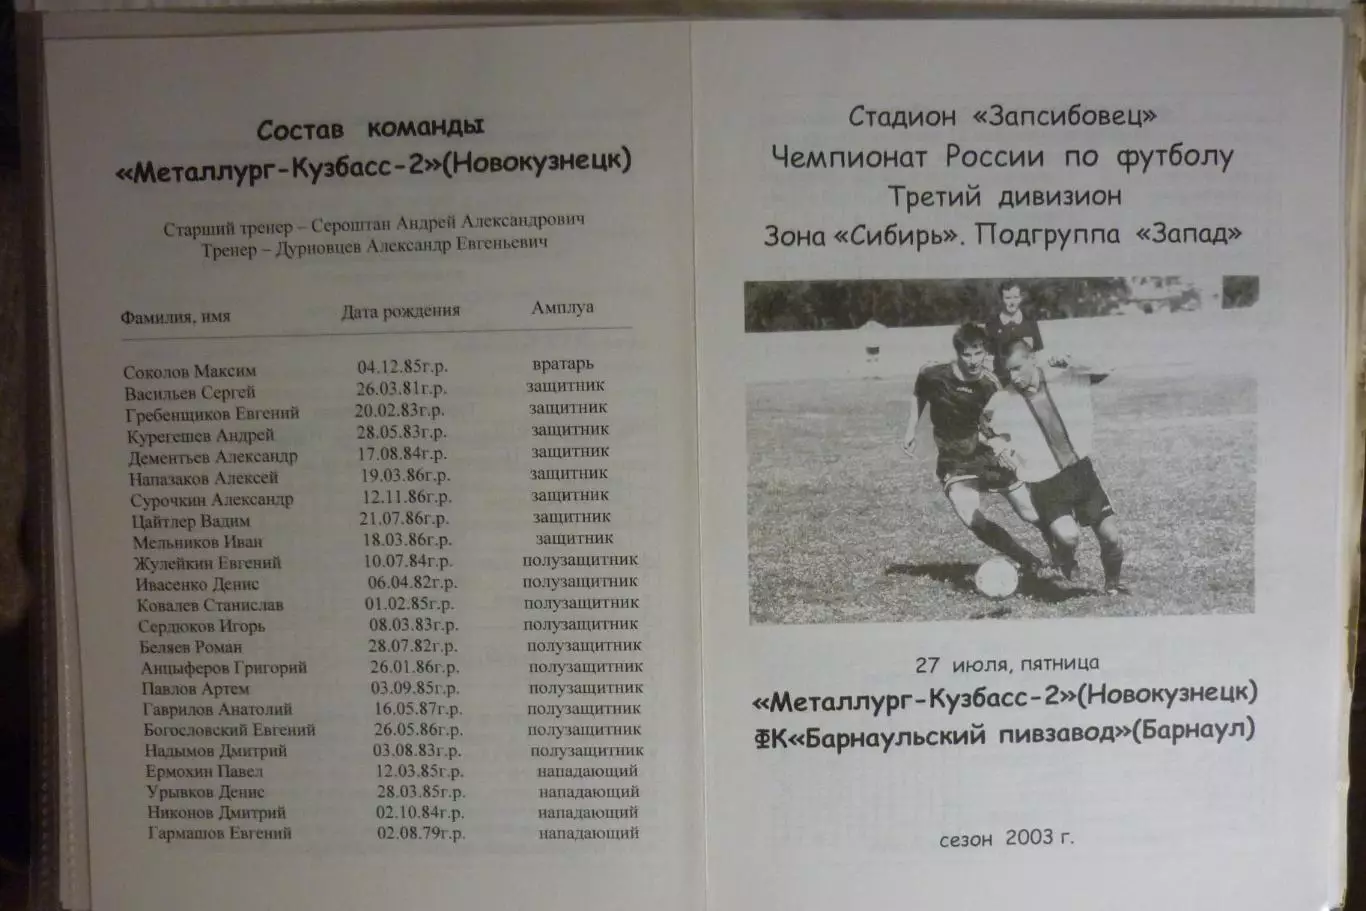 Состав команды
«Металлург-Кузбасс-2»(Новокузнецк)
Старший тренер – Сероштан Андрей Александрович
Тренер – Дурновцев Александр Евгеньевич
Фамилия, имя Дата рождения Амплуа
Соколов Максим 04.12.85г.р. вратарь
Васильев Сергей 26.03.81г.р. защитник
Гребенщиков Евгений 20.02.83г.р. защитник
Курегешев Андрей 28.05.83г.р. защитник
Дементьев Александр 17.08.84г.р. защитник
Напазаков Алексей 19.03.86г.р. защитник
Сурочкин Александр 12.11.86г.р. защитник
Цайтлер Вадим 21.07.86г.р. защитник
Мельников Иван 18.03.86г.р. защитник
Жулейкин Евгений 10.07.84г.р. полузащитник
Ивасенко Денис 06.04.82г.р. полузащитник
Ковалев Станислав 01.02.85г.р. полузащитник
Сердюков Игорь 08.03.83г.р. полузащитник
Беляев Роман 28.07.82г.р. полузащитник
Анцыферов Григорий 26.01.86г.р. полузащитник
Павлов Артем 03.09.85г.р. полузащитник
Гаврилов Анатолий 16.05.87г.р. полузащитник
Богословский Евгений 26.05.86г.р. полузащитник
Надымов Дмитрий 03.08.83г.р. полузащитник
Ермохин Павел 12.03.85г.р. нападающий
Урывков Денис 28.03.85г.р. нападающий
Никонов Дмитрий 02.10.84г.р. нападающий
Гармашов Евгений 02.08.79г.р. нападающий
Стадион «Запсибовец»
Чемпионат России по футболу
Третий дивизион
Зона «Сибирь». Подгруппа «Запад»
27 июля, пятница
«Металлург-Кузбасс-2»(Новокузнецк)
ФК«Барнаульский пивзавод»(Барнаул)
сезон 2003 г.